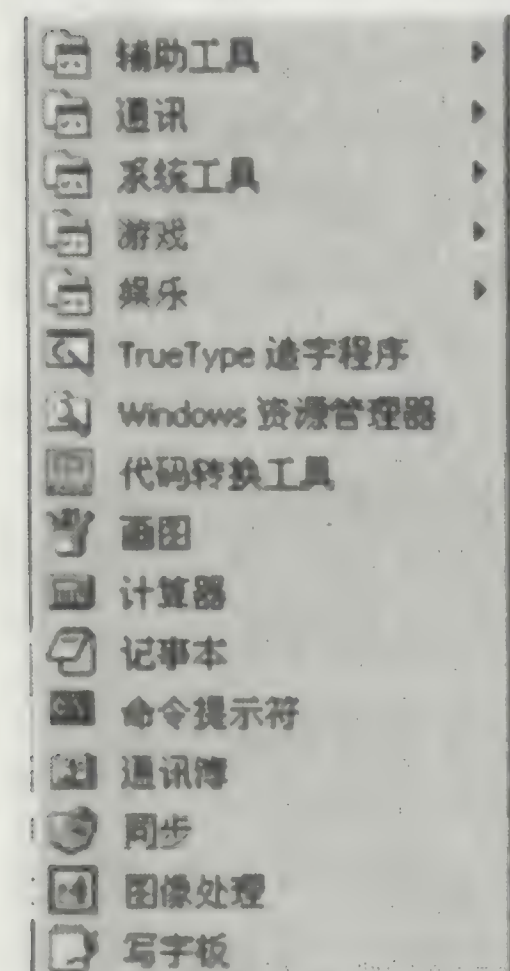 辅助工具
通讯
系统工具
游戏
娱乐
TrueType 造字程序
Windows 资源管理器
代码转换工具
画图
计算器
记事本
命令提示符
通讯簿
同步
图像处理
写字板